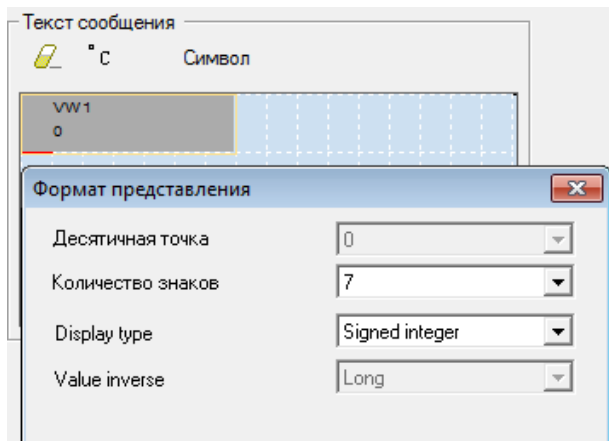 Текст сообщения
°C Символ
VW1
0
Формат представления
Десятичная точка 0
Количество знаков 7
Display type Signed integer
Value inverse Long